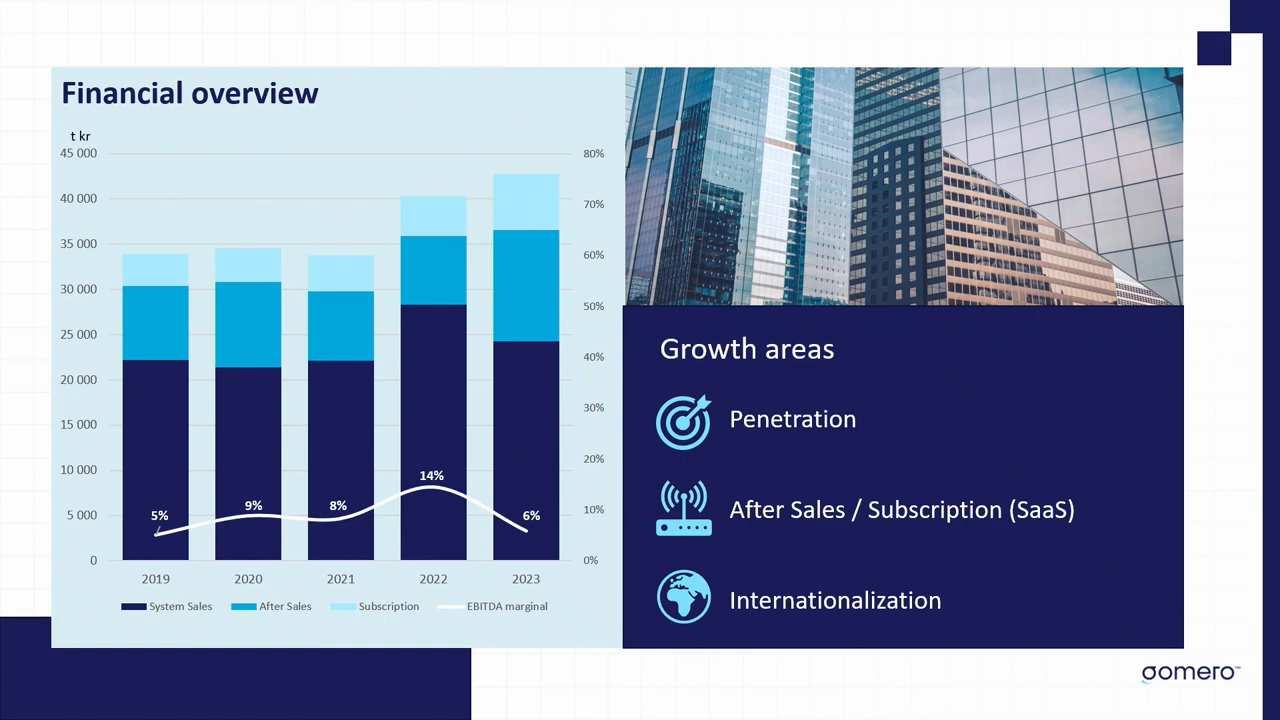 Financial overview
t kr
45 000
40 000
35 000
30 000
25 000
20 000
15 000
10 000
5 000
0
80%
70%
60%
50%
40%
30%
20%
10%
0%
5%
9%
8%
14%
6%
2019 2020 2021 2022 2023
System Sales After Sales Subscription EBITDA marginal
Growth areas
Penetration
After Sales / Subscription (SaaS)
Internationalization
gomero™